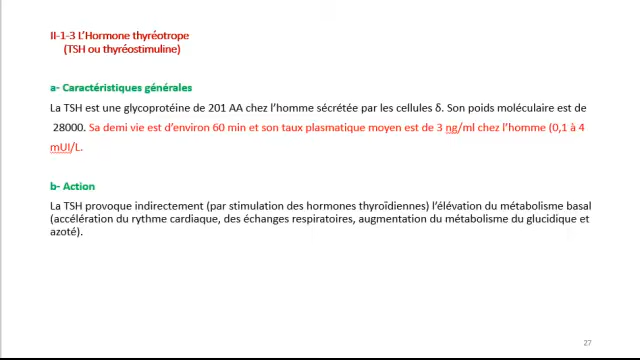 II-1-3 L’Hormone thyréotrope
(TSH ou thyréostimuline)
a- Caractéristiques générales
La TSH est une glycoprotéine de 201 AA chez l’homme sécrétée par les cellules δ. Son poids moléculaire est de
28000. Sa demi vie est d’environ 60 min et son taux plasmatique moyen est de 3 ng/ml chez l’homme (0,1 à 4
mUI/L.
b- Action
La TSH provoque indirectement (par stimulation des hormones thyroïdiennes) l’élévation du métabolisme basal
(accélération du rythme cardiaque, des échanges respiratoires, augmentation du métabolisme du glucidique et
azoté).
27